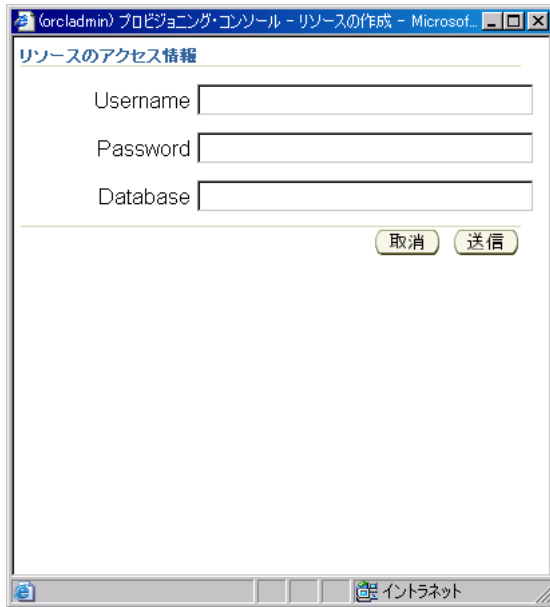 (orcladmin) プロビジョニング・コンソール - リソースの作成 - Microsof...
リソースのアクセス情報
Username
Password
Database
取消 送信
イントラネット